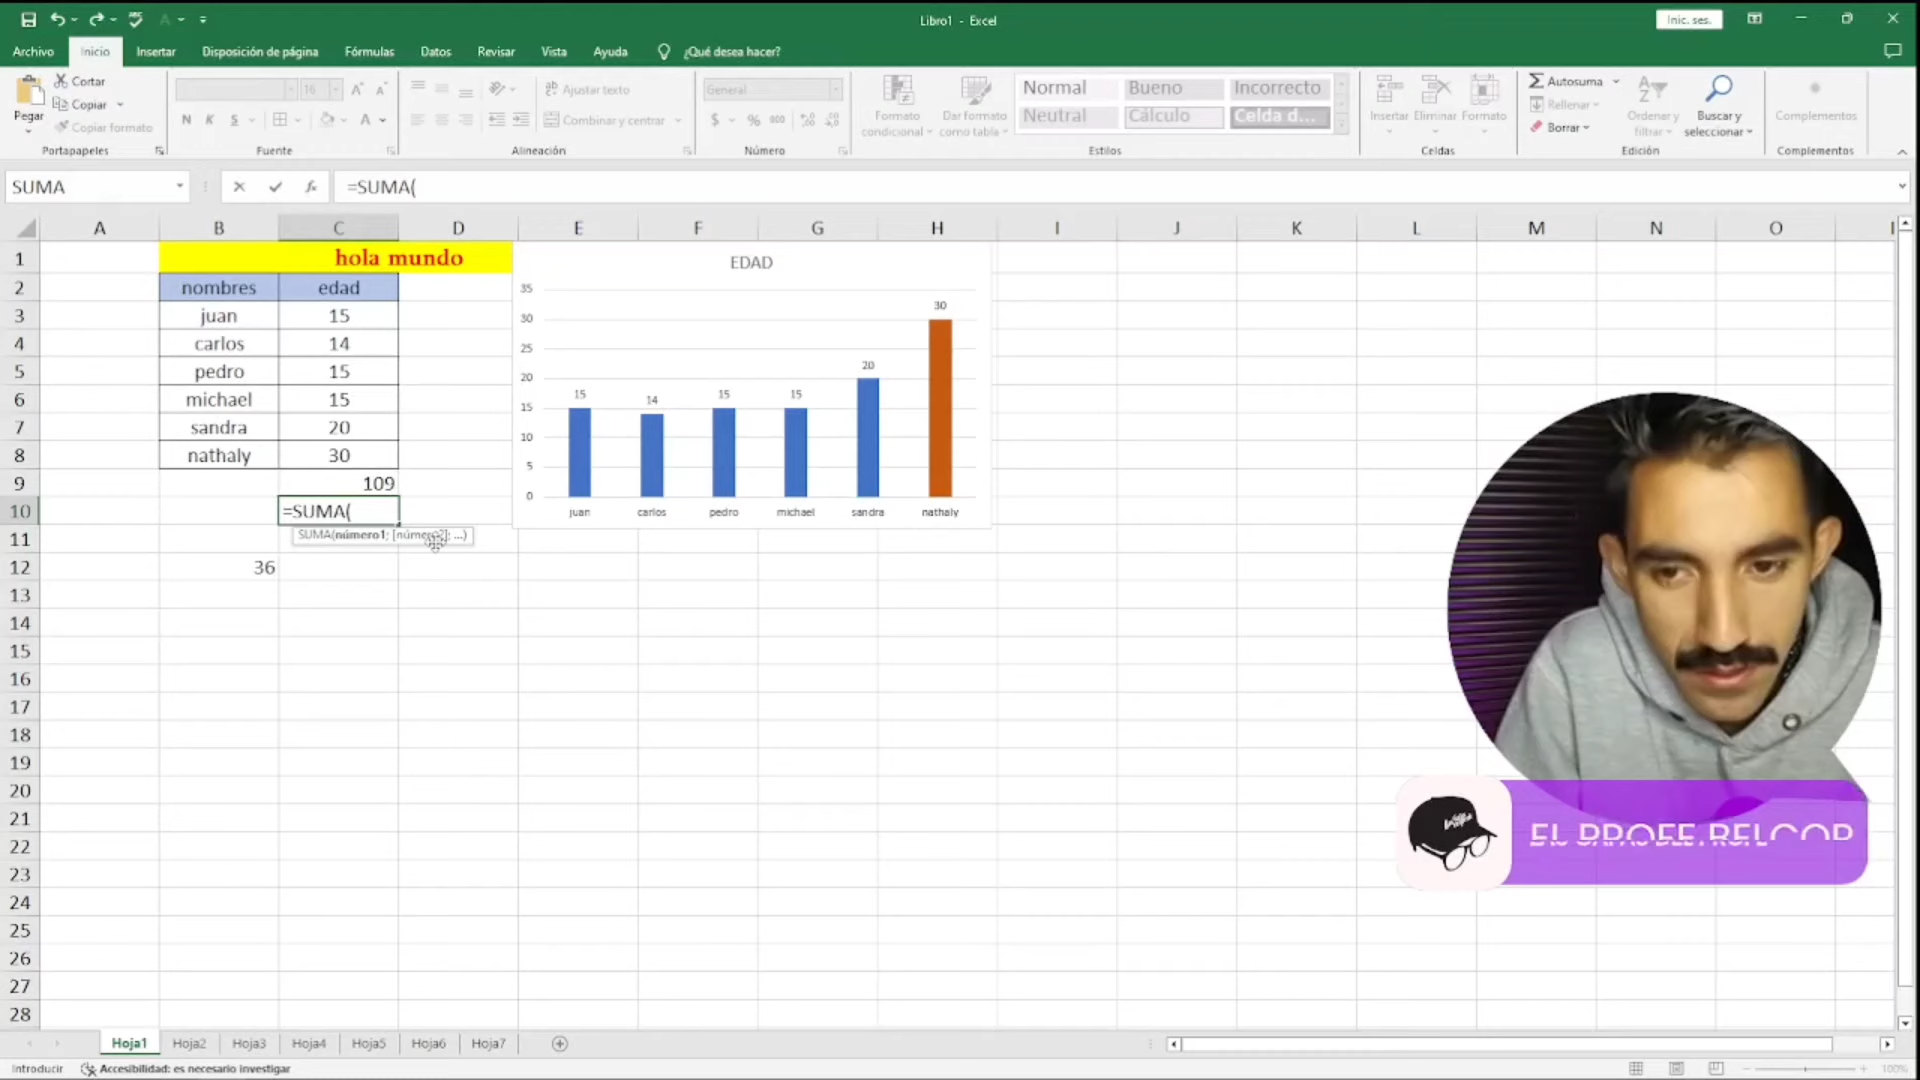 Libro1 - Excel
Inic. ses.
Archivo Inicio Insertar Disposición de página Fórmulas Datos Revisar Vista Ayuda ¿Qué desea hacer?
Pegar
Cortar
Copiar
Copiar formato
Portapapeles
16
N K S
Fuente
Ajustar texto
Combinar y centrar
Alineación
General
$ % 000
Número
Formato condicional
Dar formato como tabla
Normal Bueno Incorrecto
Neutral Cálculo Celda d...
Estilos
Insertar Eliminar Formato
Celdas
Autosuma
Rellenar
Borrar
Ordenar y filtrar
Buscar y seleccionar
Edición
Complementos
Complementos
SUMA
fx
=SUMA(
A B C D E F G H I J K L M N O
1 hola mundo
2 nombres edad
3 juan 15
4 carlos 14
5 pedro 15
6 michael 15
7 sandra 20
8 nathaly 30
9 109
10 =SUMA(
SUMA(número1; [número2]; ...)
11
12 36
13
14
15
16
17
18
19
20
21
22
23
24
25
26
27
28
EDAD
35
30
25
20
15
10
5
0
15 14 15 15 20 30
juan carlos pedro michael sandra nathaly
Hoja1 Hoja2 Hoja3 Hoja4 Hoja5 Hoja6 Hoja7
Introducir Accesibilidad: es necesario investigar
100%